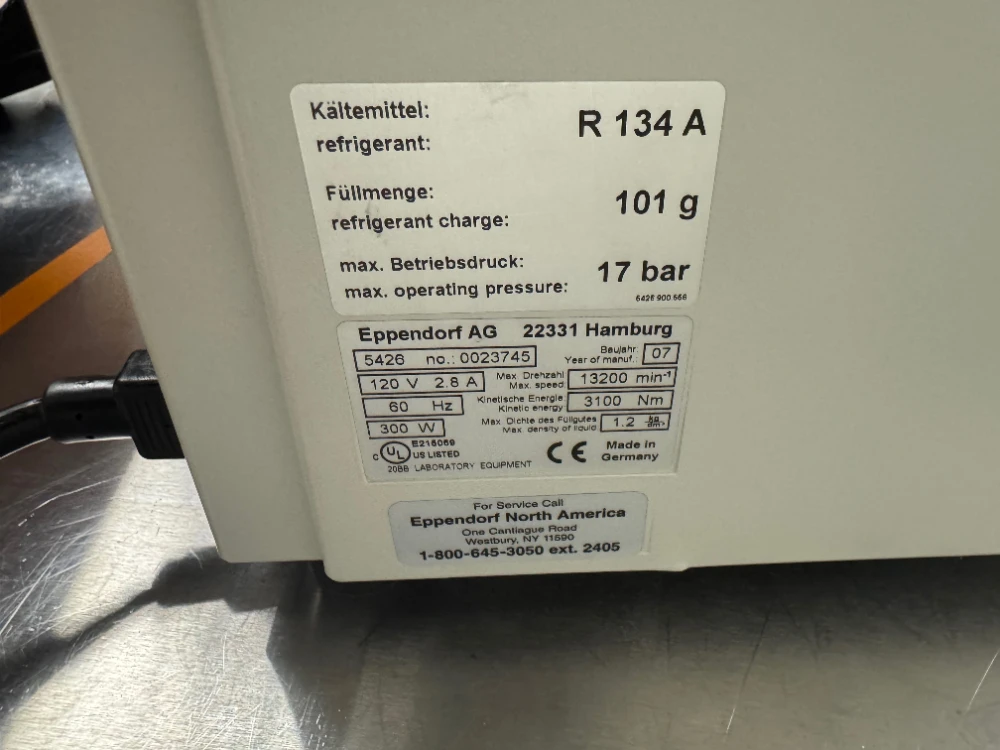 Kältemittel:
refrigerant: R 134 A
Füllmenge:
refrigerant charge: 101 g
max. Betriebsdruck:
max. operating pressure: 17 bar
5426 900.566
Eppendorf AG 22331 Hamburg
5426 no.: 0023745
Baujahr:
Year of manuf.: 07
120 V 2.8 A
Max. Drehzahl
Max. speed: 13200 min-1
60 Hz
Kinetische Energie
Kinetic energy: 3100 Nm
300 W
Max. Dichte des Füllgutes
Max. density of liquid: 1.2 kg/dm³
c UL US LISTED
E215059
20BB LABORATORY EQUIPMENT
CE
Made in
Germany
For Service Call
Eppendorf North America
One Cantiague Road
Westbury, NY 11590
1-800-645-3050 ext. 2405